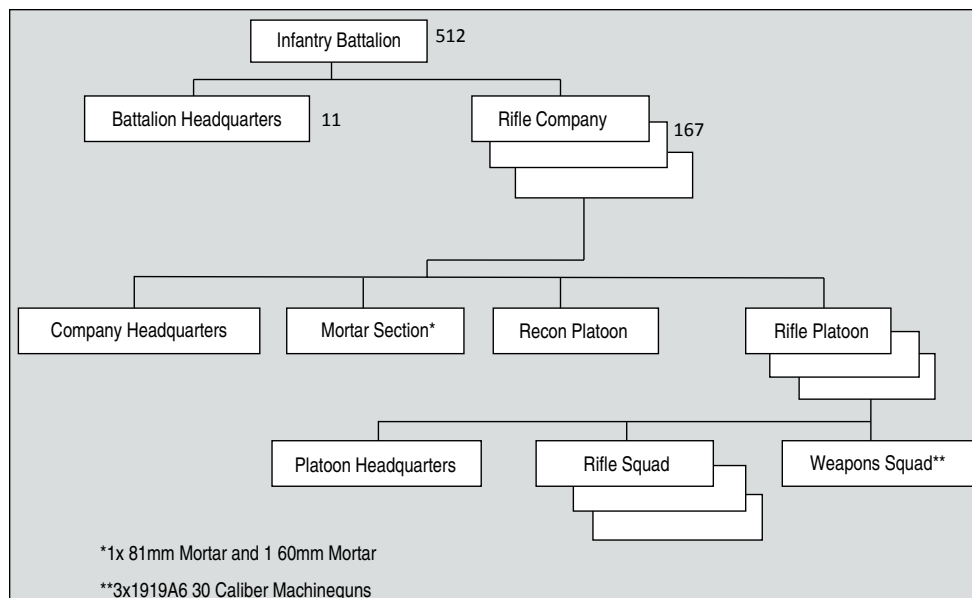 Infantry Battalion 512
Battalion Headquarters 11
Rifle Company 167
Company Headquarters
Mortar Section*
Recon Platoon
Rifle Platoon
Platoon Headquarters
Rifle Squad
Weapons Squad**
*1x 81mm Mortar and 1 60mm Mortar
**3x1919A6 30 Caliber Machineguns